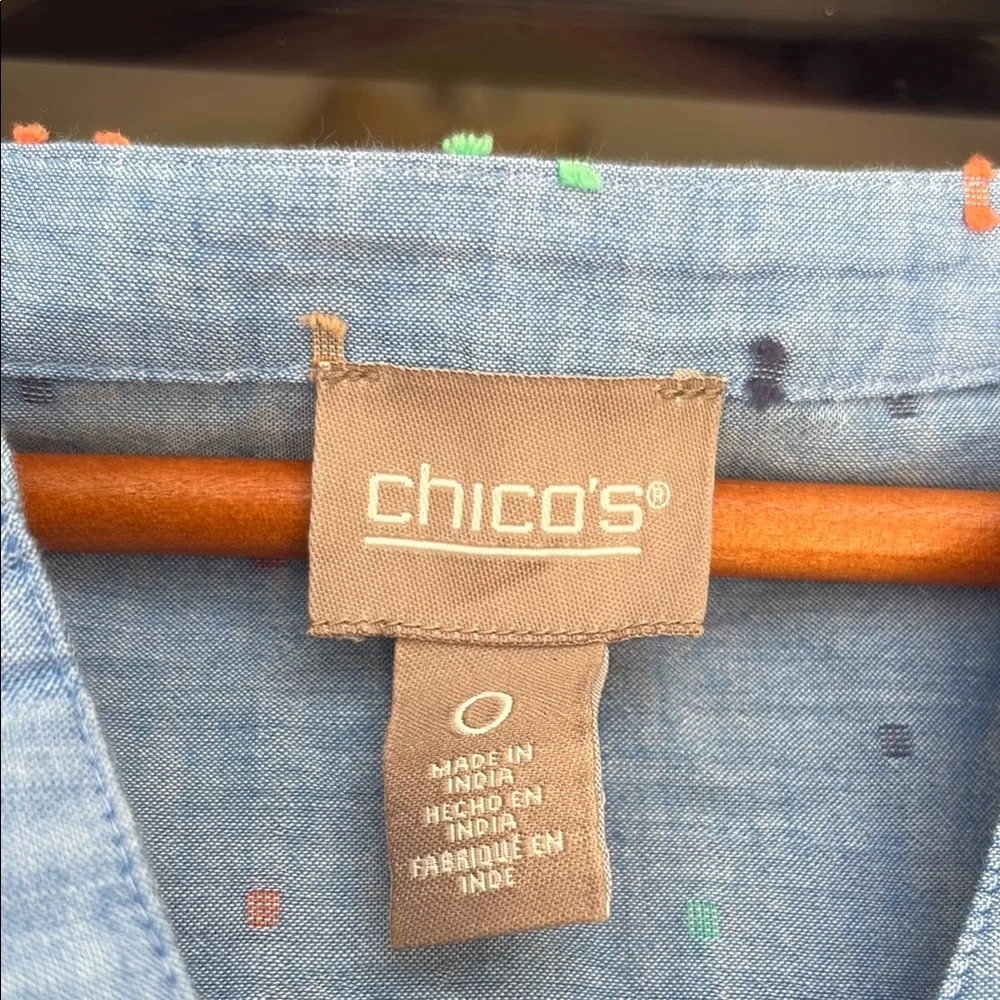 chico's®
0
MADE IN
INDIA
HECHO EN
INDIA
FABRIQUÉ EN
INDE